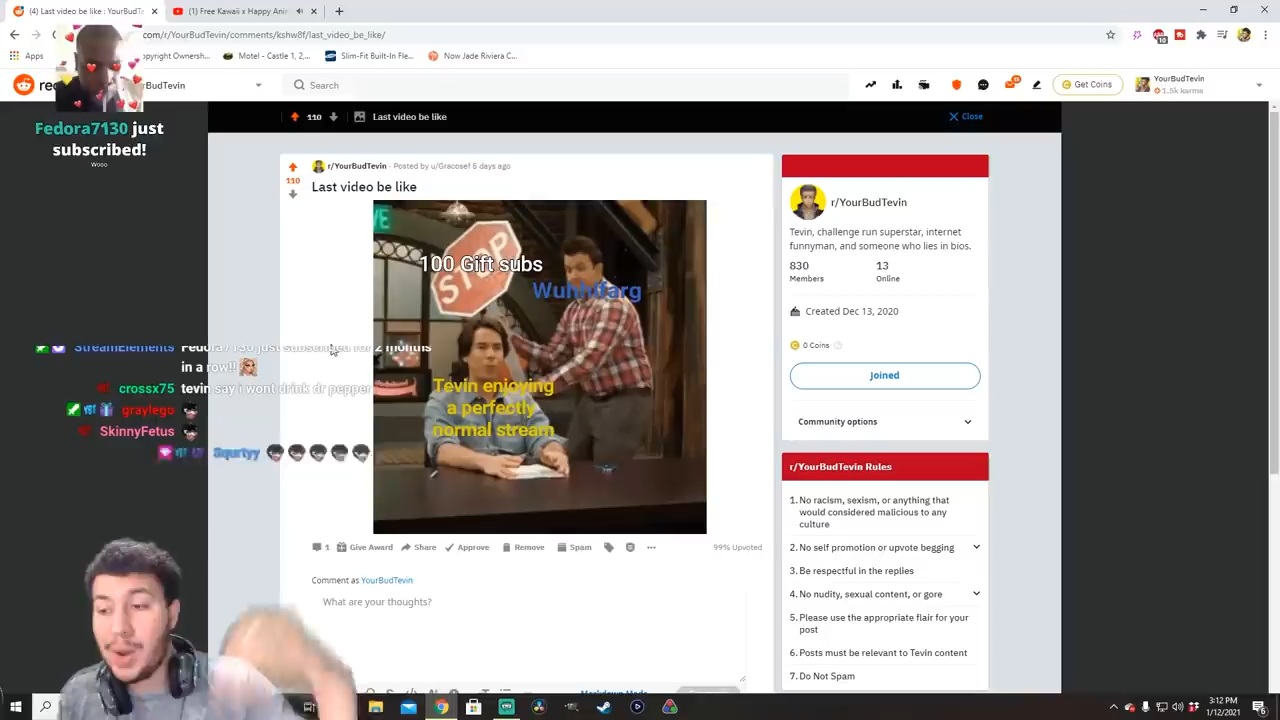 (4) Last video be like : YourBudTe
(1) Free Kawaii x Happy Anim
com/r/YourBudTevin/comments/kshw8f/last_video_be_like/
Apps
opyright Ownersh...
Motel - Castle 1, 2,...
Slim-Fit Built-In Fle...
Now Jade Riviera C...
rBudTevin
Search
Get Coins
YourBudTevin
1.5k karma
Fedora7130 just
subscribed!
Wooo
110
Last video be like
Close
r/YourBudTevin · Posted by u/Gracosef 5 days ago
110
Last video be like
STOP
100 Gift subs
Wuhhtfarg
Tevin enjoying
a perfectly
normal stream
StreamElements Fedora7130 just subscribed for 2 months
in a row!!
crossx75 tevin say i wont drink dr pepper
graylego
SkinnyFetus
Squrtyy
1
Give Award
Share
Approve
Remove
Spam
99% Upvoted
Comment as YourBudTevin
What are your thoughts?
Markdown Mode
r/YourBudTevin
Tevin, challenge run superstar, internet
funnyman, and someone who lies in bios.
830
13
Members
Online
Created Dec 13, 2020
0 Coins
Joined
Community options
r/YourBudTevin Rules
1. No racism, sexism, or anything that
would considered malicious to any
culture
2. No self promotion or upvote begging
3. Be respectful in the replies
4. No nudity, sexual content, or gore
5. Please use the appropriate flair for your
post
6. Posts must be relevant to Tevin content
7. Do Not Spam
3:12 PM
1/12/2021